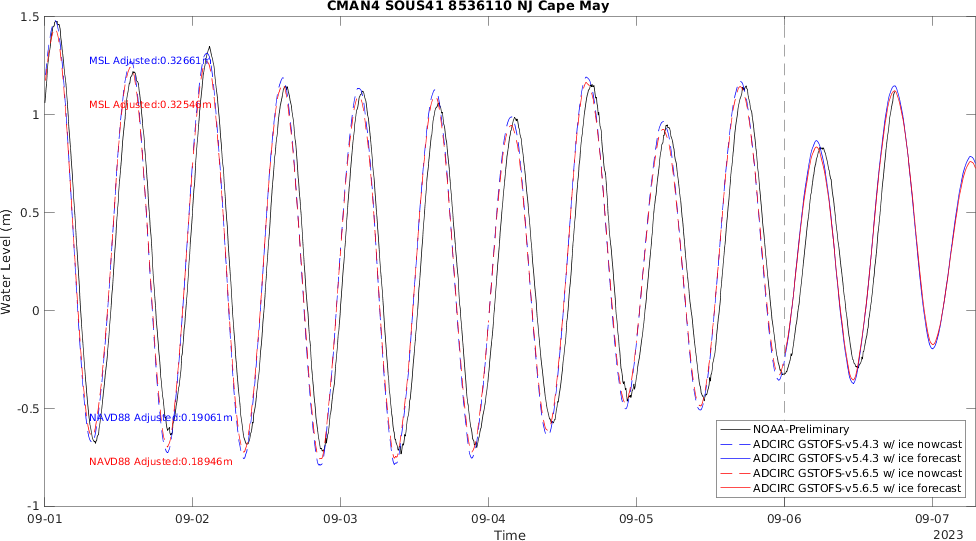 CMAN4 SOUS41 8536110 NJ Cape May
1.5
1
0.5
0
-0.5
-1
Water Level (m)
MSL Adjusted:0.32661m
MSL Adjusted:0.32546m
NAVD88 Adjusted:0.19061m
NAVD88 Adjusted:0.18946m
NOAA-Preliminary
ADCIRC GSTOFS-v5.4.3 w/ ice nowcast
ADCIRC GSTOFS-v5.4.3 w/ ice forecast
ADCIRC GSTOFS-v5.6.5 w/ ice nowcast
ADCIRC GSTOFS-v5.6.5 w/ ice forecast
09-01 09-02 09-03 09-04 09-05 09-06 09-07
Time
2023